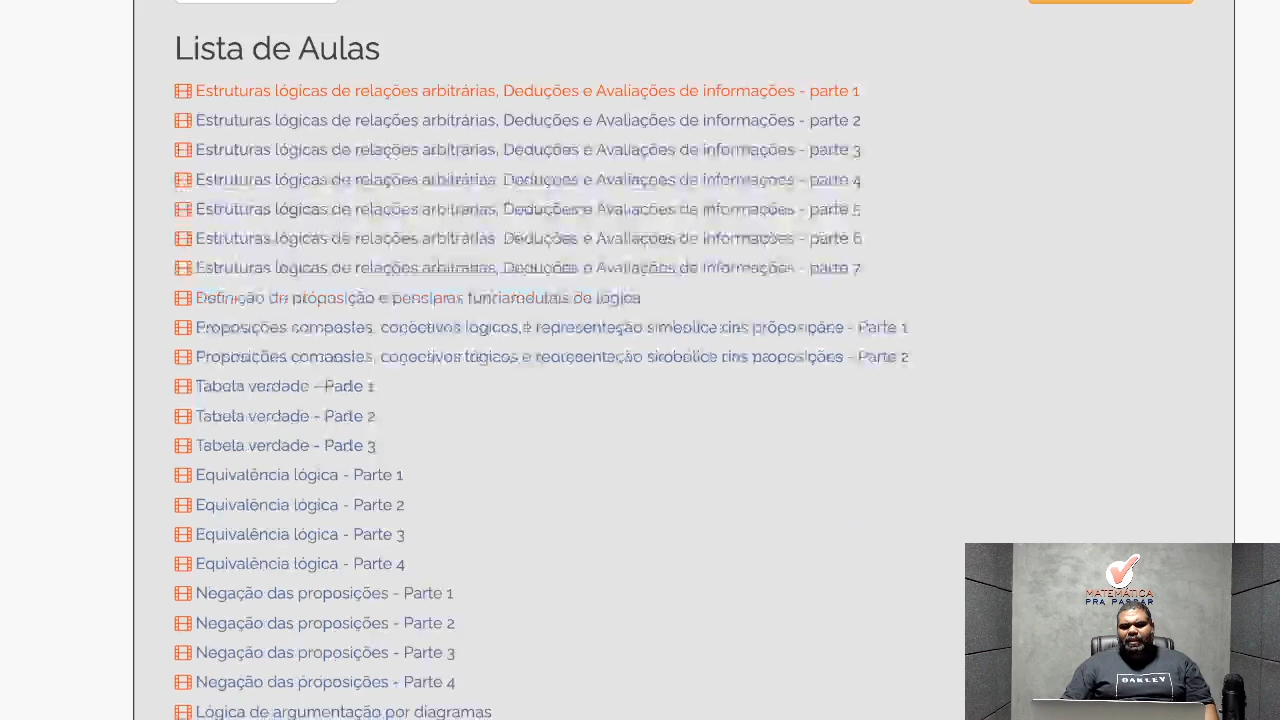 Lista de Aulas
Estruturas lógicas de relações arbitrárias, Deduções e Avaliações de informações - parte 1
Estruturas lógicas de relações arbitrárias, Deduções e Avaliações de informações - parte 2
Estruturas lógicas de relações arbitrárias, Deduções e Avaliações de informações - parte 3
Estruturas lógicas de relações arbitrárias, Deduções e Avaliações de informações - parte 4
Estruturas lógicas de relações arbitrárias, Deduções e Avaliações de informações - parte 5
Estruturas lógicas de relações arbitrárias, Deduções e Avaliações de informações - parte 6
Estruturas lógicas de relações arbitrárias, Deduções e Avaliações de informações - parte 7
Definição de proposição e lógica
Proposições conectivos lógicos, e representação simbólica das proposições - Parte 1
Proposições conectivos lógicos, e representação simbólica das proposições - Parte 2
Tabela verdade - Parte 1
Tabela verdade - Parte 2
Tabela verdade - Parte 3
Equivalência lógica - Parte 1
Equivalência lógica - Parte 2
Equivalência lógica - Parte 3
Equivalência lógica - Parte 4
Negação das proposições - Parte 1
Negação das proposições - Parte 2
Negação das proposições - Parte 3
Negação das proposições - Parte 4
Lógica de argumentação por diagramas
MATEMÁTICA
PRA PASSAR
OAKLEY